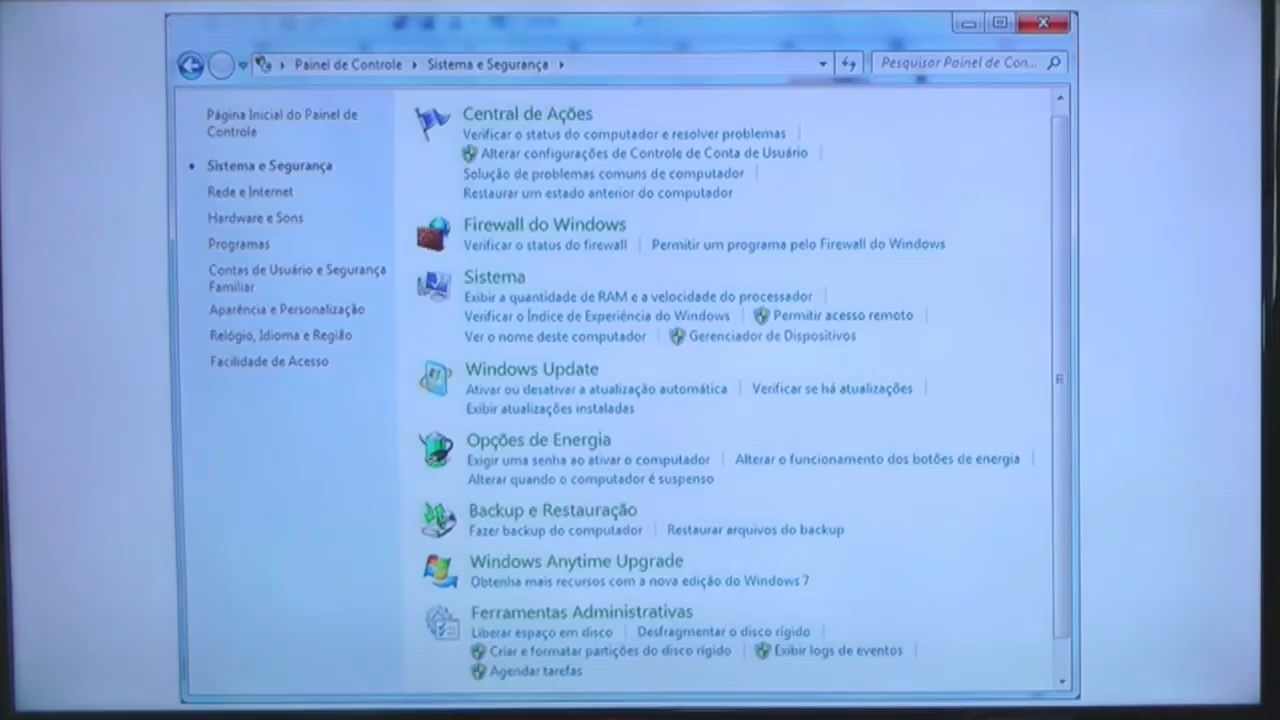 Painel de Controle Sistema e Segurança
Pesquisar Painel de Con...
Página Inicial do Painel de
Controle
Sistema e Segurança
Rede e Internet
Hardware e Sons
Programas
Contas de Usuário e Segurança
Familiar
Aparência e Personalização
Relógio, Idioma e Região
Facilidade de Acesso
Central de Ações
Verificar o status do computador e resolver problemas
Alterar configurações de Controle de Conta de Usuário
Solução de problemas comuns de computador
Restaurar um estado anterior do computador
Firewall do Windows
Verificar o status do firewall Permitir um programa pelo Firewall do Windows
Sistema
Exibir a quantidade de RAM e a velocidade do processador
Verificar o Índice de Experiência do Windows Permitir acesso remoto
Ver o nome deste computador Gerenciador de Dispositivos
Windows Update
Ativar ou desativar a atualização automática Verificar se há atualizações
Exibir atualizações instaladas
Opções de Energia
Exigir uma senha ao ativar o computador Alterar o funcionamento dos botões de energia
Alterar quando o computador é suspenso
Backup e Restauração
Fazer backup do computador Restaurar arquivos do backup
Windows Anytime Upgrade
Obtenha mais recursos com a nova edição do Windows 7
Ferramentas Administrativas
Liberar espaço em disco Desfragmentar o disco rígido
Criar e formatar partições do disco rígido Exibir logs de eventos
Agendar tarefas